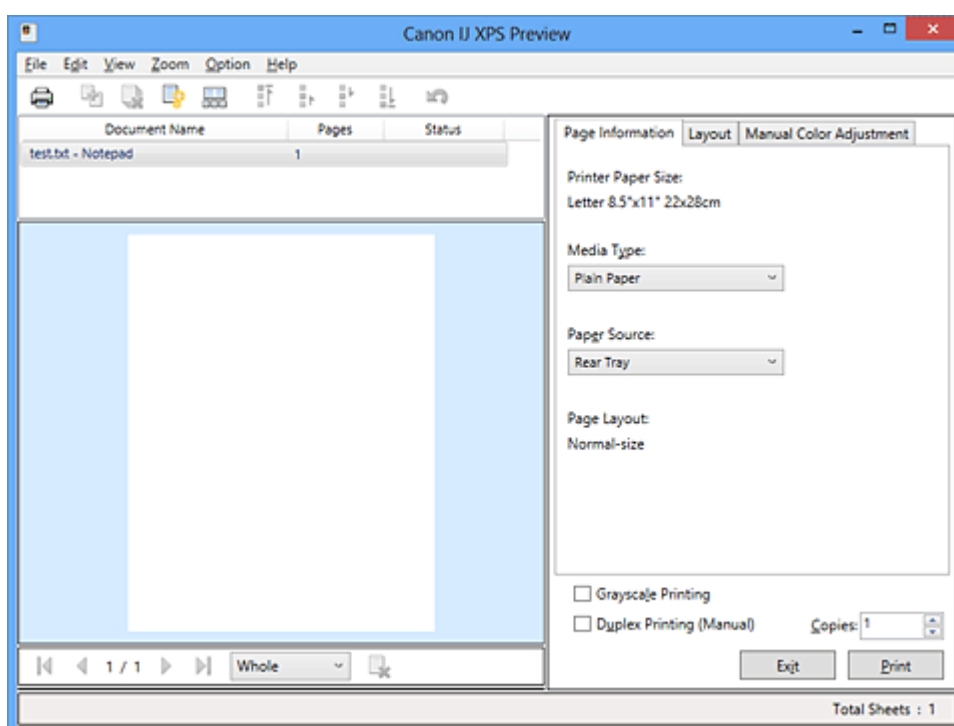 Canon IJ XPS Preview
File Edit View Zoom Option Help
Document Name Pages Status
test.txt - Notepad 1
Page Information Layout Manual Color Adjustment
Printer Paper Size:
Letter 8.5"x11" 22x28cm
Media Type:
Plain Paper
Paper Source:
Rear Tray
Page Layout:
Normal-size
Grayscale Printing
Duplex Printing (Manual) Copies: 1
1 / 1 Whole Exit Print
Total Sheets : 1